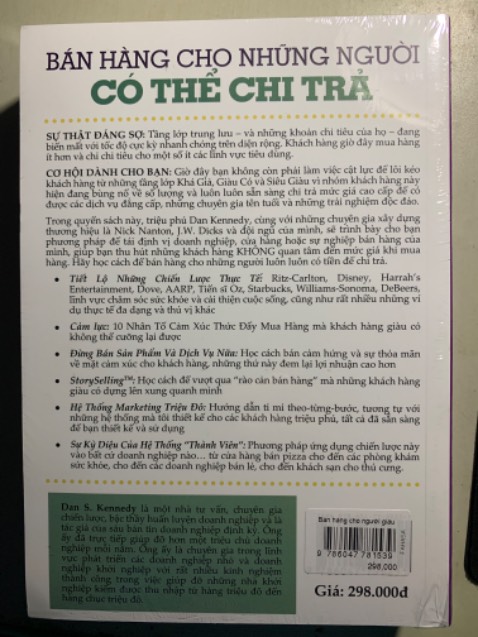 BÁN HÀNG CHO NHỮNG NGƯỜI
CÓ THỂ CHI TRẢ
SỰ THẬT ĐÁNG SỢ: Tầng lớp trung lưu – và những khoản chi tiêu của họ – đang
biến mất với tốc độ cực kỳ nhanh chóng trên diện rộng. Khách hàng giờ đây mua hàng
ít hơn và chỉ chi tiêu cho một số ít các lĩnh vực tiêu dùng.
CƠ HỘI DÀNH CHO BẠN: Giờ đây bạn không còn phải làm việc cật lực để lôi kéo
khách hàng từ những tầng lớp Khá Giả, Giàu Có và Siêu Giàu vì nhóm khách hàng này
hiện đang bùng nổ về số lượng và luôn luôn sẵn sàng chi trả mức giá cao cấp để có
được các dịch vụ đẳng cấp, những chuyên gia tên tuổi và những trải nghiệm độc đáo.
Trong quyển sách này, triệu phú Dan Kennedy, cùng với những chuyên gia xây dựng
thương hiệu là Nick Nanton, J.W. Dicks và đội ngũ của mình, sẽ trình bày cho bạn
phương pháp để tái định vị doanh nghiệp, cửa hàng hoặc sự nghiệp bán hàng của
mình, giúp bạn thu hút những khách hàng KHÔNG quan tâm đến mức giá khi mua
hàng. Hãy học cách để bán hàng cho những người luôn luôn có tiền để chi trả.
• Tiết Lộ Những Chiến Lược Thực Tế: Ritz-Carlton, Disney, Harrah's
Entertainment, Dove, AARP, Tiến sĩ Oz, Starbucks, Williams-Sonoma, DeBeers,
lĩnh vực chăm sóc sức khỏe và cải thiện cuộc sống, cũng như rất nhiều những ví
dụ thực tế đa dạng và thú vị khác
• Cám lực: 10 Nhân Tố Cảm Xúc Thức Đẩy Mua Hàng mà khách hàng giàu có
không thể cưỡng lại được
• Đừng Bán Sản Phẩm Và Dịch Vụ Nữa: Học cách bán cảm hứng và sự thỏa mãn
về mặt cảm xúc cho khách hàng, những thứ này đem lại lợi nhuận cao hơn
• StorySelling™: Học cách để vượt qua "rào cản bán hàng" mà những khách hàng
giàu có dựng lên xung quanh mình
• Hệ Thống Marketing Triệu Đô: Hướng dẫn tỉ mỉ theo-từng-bước, tương tự với
những hệ thống mà tôi thiết kế cho các khách hàng triệu phú, tất cả đã sẵn sàng
để bạn thiết kế và sử dụng
• Sự Kỳ Diệu Của Hệ Thống "Thành Viên": Phương pháp ứng dụng chiến lược này
vào bất cứ doanh nghiệp nào... từ cửa hàng bán pizza cho đến các phòng khám
sức khỏe, cho đến các doanh nghiệp bán lẻ, cho đến khách sạn cho thú cưng.
Dan S. Kennedy là một nhà tư vấn, chuyên gia
chiến lược, bậc thầy huấn luyện doanh nghiệp và là
tác giả của sáu bản tin doanh nghiệp định kỳ. Ông
ấy đã trực tiếp giúp đỡ hơn một triệu chủ doanh
nghiệp mỗi năm. Ông ấy là chuyên gia trong lĩnh
vực phát triển các doanh nghiệp nhỏ và doanh
nghiệp khởi nghiệp với rất nhiều kinh nghiệm
thành công trong việc giúp đỡ những nhà khởi
nghiệp kiếm được thu nhập từ hàng triệu đô đến
hàng chục triệu đô.
Ban hàng cho người giàu
9 786047 781539
298,000
Giá: 298.000đ